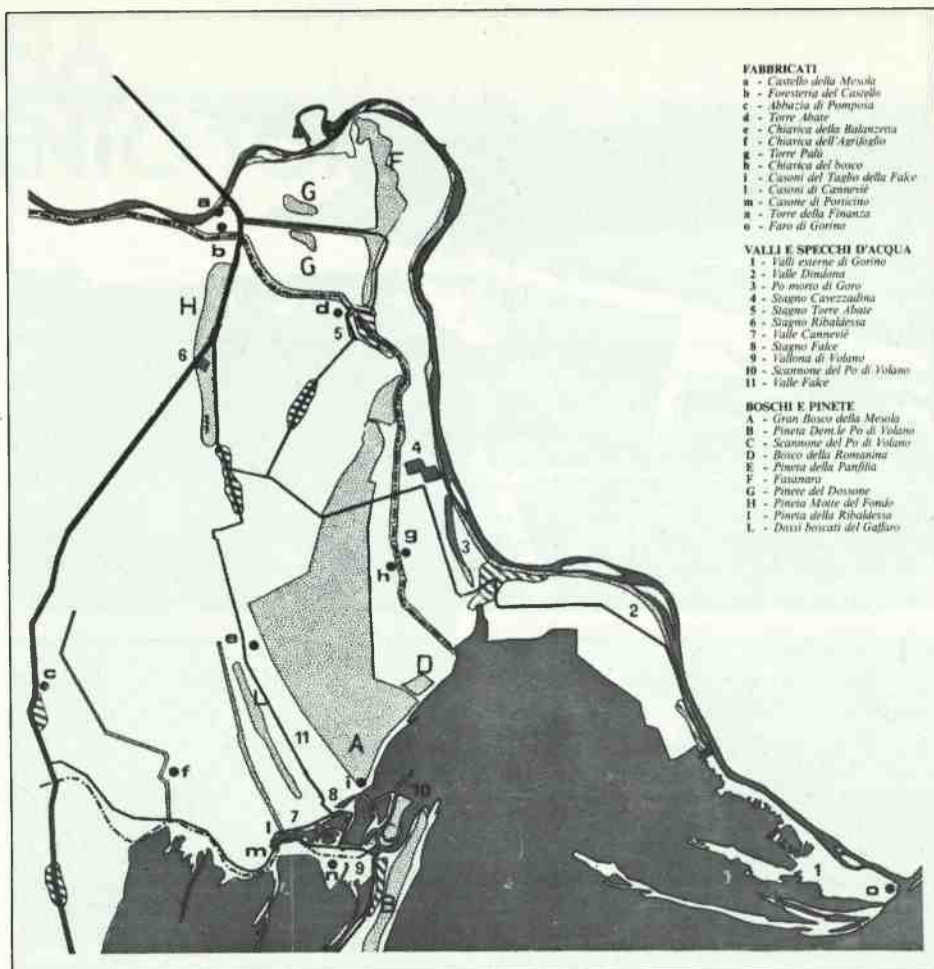 FABBRICATI
a - Castello della Mesola
b - Foresteria del Castello
c - Abbazia di Pomposa
d - Torre Abate
e - Chiavica della Balanzetta
f - Chiavica dell'Agrifoglio
g - Torre Palù
h - Chiavica del bosco
i - Casoni del Taglio della Falce
l - Casoni di Canneviè
m - Casone di Porticino
n - Torre della Finanza
o - Faro di Gorino
VALLI E SPECCHI D'ACQUA
1 - Valli esterne di Gorino
2 - Valle Dindona
3 - Po morto di Goro
4 - Stagno Cavezzadina
5 - Stagno Torre Abate
6 - Stagno Ribaldessa
7 - Valle Canneviè
8 - Stagno Falce
9 - Vallona di Volano
10 - Scannone del Po di Volano
11 - Valle Falce
BOSCHI E PINETE
A - Gran Bosco della Mesola
B - Pineta Dem.le Po di Volano
C - Scannone del Po di Volano
D - Bosco della Romanina
E - Pineta della Panfilia
F - Fasanara
G - Pinete del Dossone
H - Pineta Motte del Fondo
I - Pineta della Ribaldessa
L - Dossi boscati del Gaffaro
F
G
a
b
G
H
d
5
6
4
g
3
h
2
e
D
c
L
11
A
f
i
8
10
7
l
C
m
n
9
1
B
o